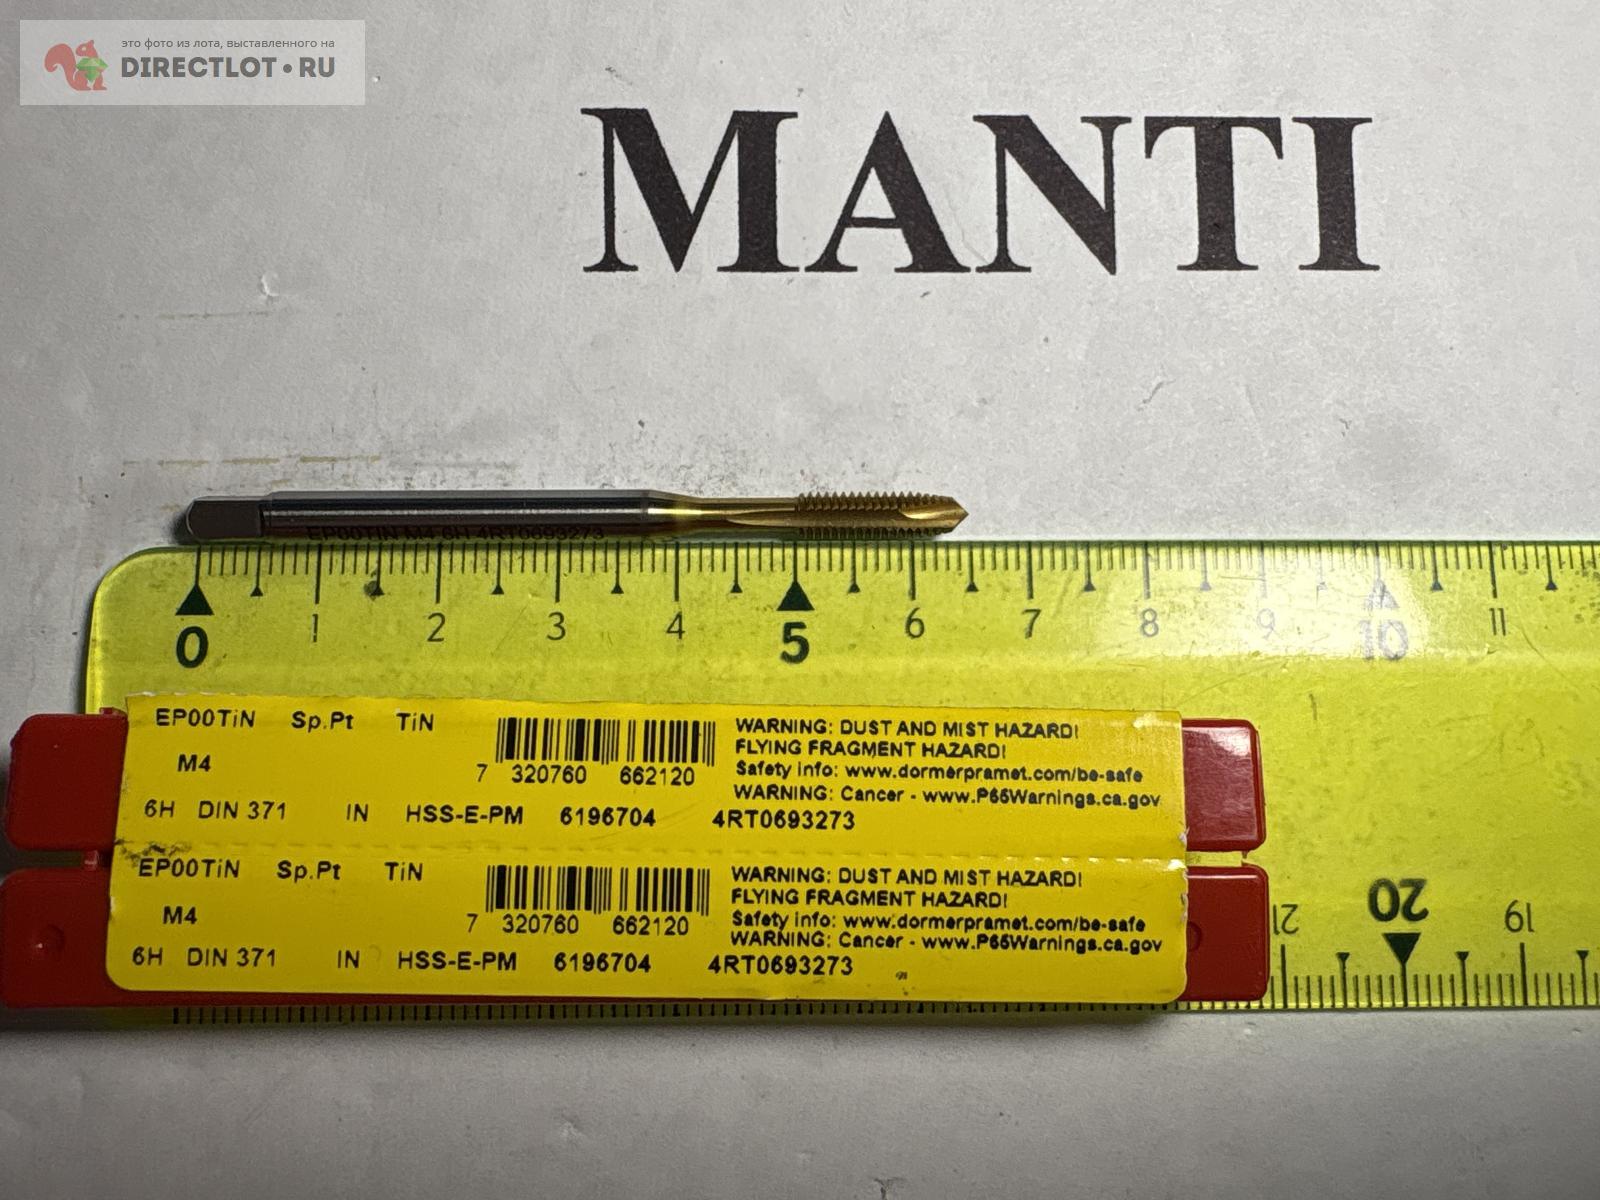 это фото из лота, выставленного на
DIRECTLOT•RU
MANTI
EP00TIN M4 6H 4RT0693273
0 1 2 3 4 5 6 7 8 9 10 11
EP00TiN Sp.Pt TiN
M4
7 320760 662120
6H DIN 371 IN HSS-E-PM 6196704 4RT0693273
WARNING: DUST AND MIST HAZARD!
FLYING FRAGMENT HAZARD!
Safety info: www.dormerpramet.com/be-safe
WARNING: Cancer - www.P65Warnings.ca.gov
EP00TiN Sp.Pt TiN
M4
7 320760 662120
6H DIN 371 IN HSS-E-PM 6196704 4RT0693273
WARNING: DUST AND MIST HAZARD!
FLYING FRAGMENT HAZARD!
Safety info: www.dormerpramet.com/be-safe
WARNING: Cancer - www.P65Warnings.ca.gov
21 20 19